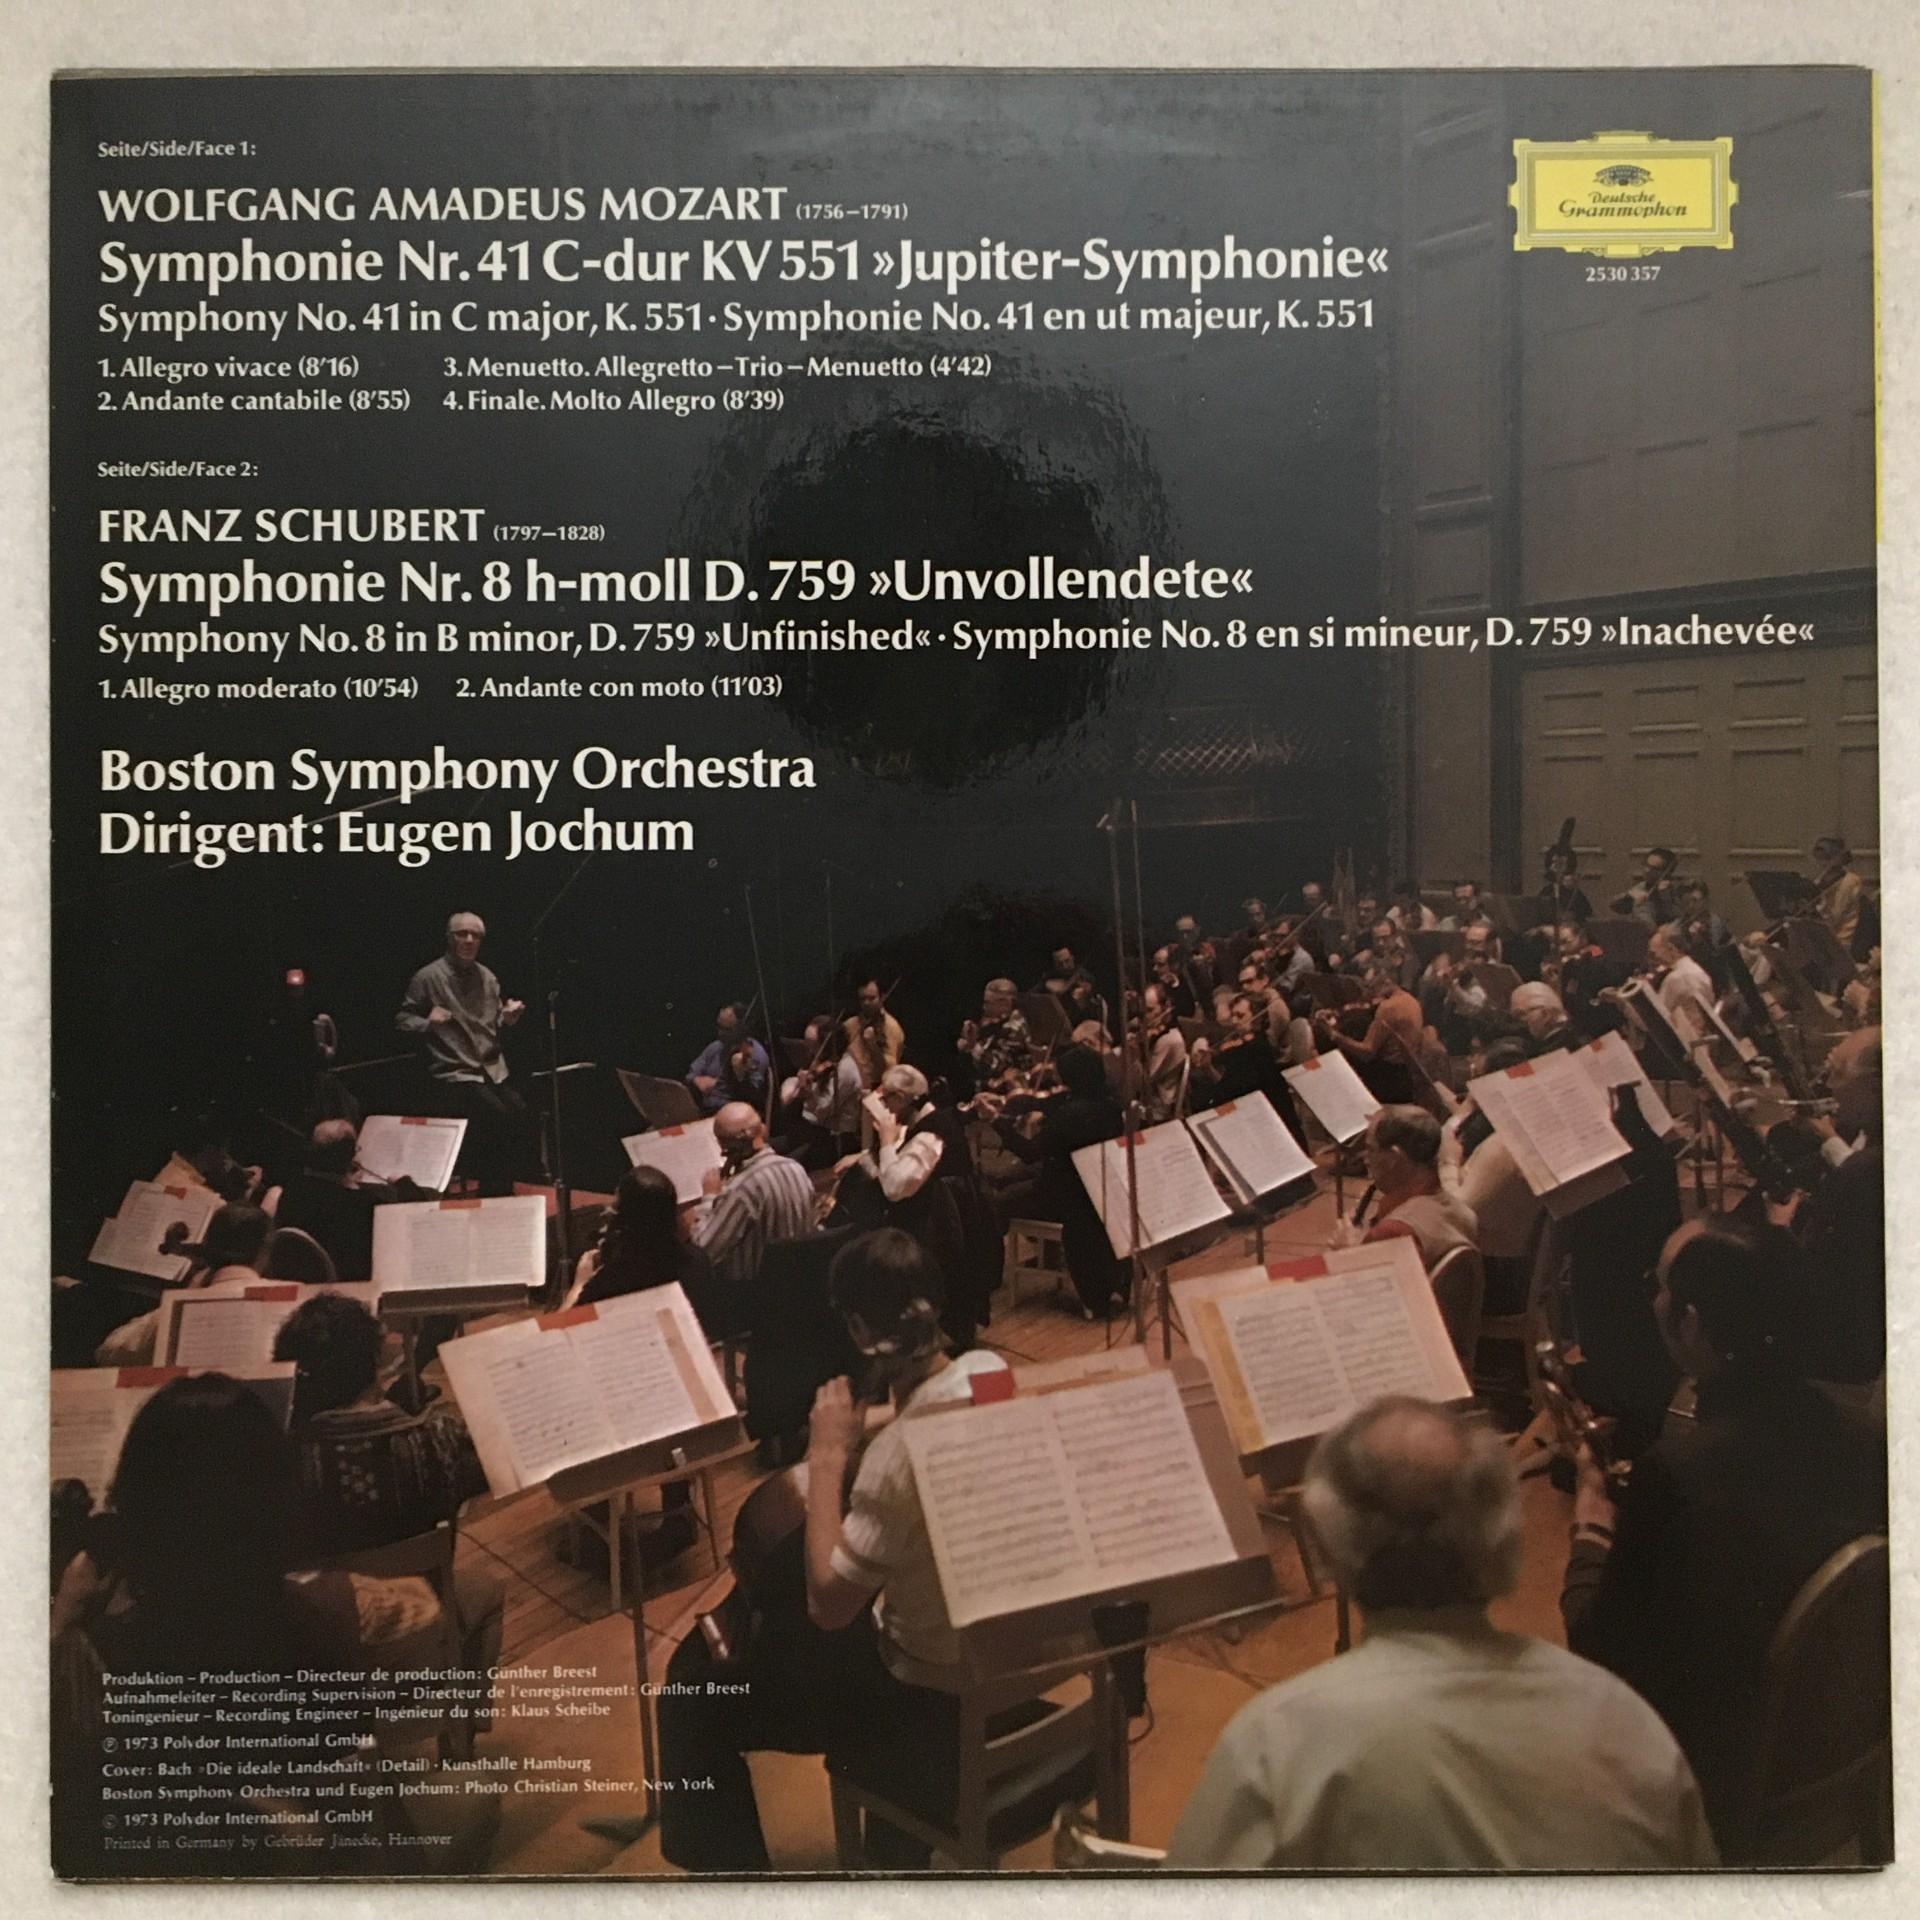 Seite/Side/Face 1:
WOLFGANG AMADEUS MOZART (1756–1791)
Symphonie Nr. 41 C-dur KV 551 »Jupiter-Symphonie«
Symphony No. 41 in C major, K. 551 · Symphonie No. 41 en ut majeur, K. 551
1. Allegro vivace (8'16) 3. Menuetto. Allegretto – Trio – Menuetto (4'42)
2. Andante cantabile (8'55) 4. Finale. Molto Allegro (8'39)
Deutsche
Grammophon
2530 357
Seite/Side/Face 2:
FRANZ SCHUBERT (1797–1828)
Symphonie Nr. 8 h-moll D. 759 »Unvollendete«
Symphony No. 8 in B minor, D. 759 »Unfinished« · Symphonie No. 8 en si mineur, D. 759 »Inachevée«
1. Allegro moderato (10'54) 2. Andante con moto (11'03)
Boston Symphony Orchestra
Dirigent: Eugen Jochum
Produktion – Production – Directeur de production: Günther Breest
Aufnahmeleiter – Recording Supervision – Directeur de l'enregistrement: Günther Breest
Toningenieur – Recording Engineer – Ingénieur du son: Klaus Scheibe
℗ 1973 Polydor International GmbH
Cover: Bach »Die ideale Landschaft« (Detail) · Kunsthalle Hamburg
Boston Symphony Orchestra und Eugen Jochum: Photo Christian Steiner, New York
© 1973 Polydor International GmbH
Printed in Germany by Gebrüder Jänecke, Hannover